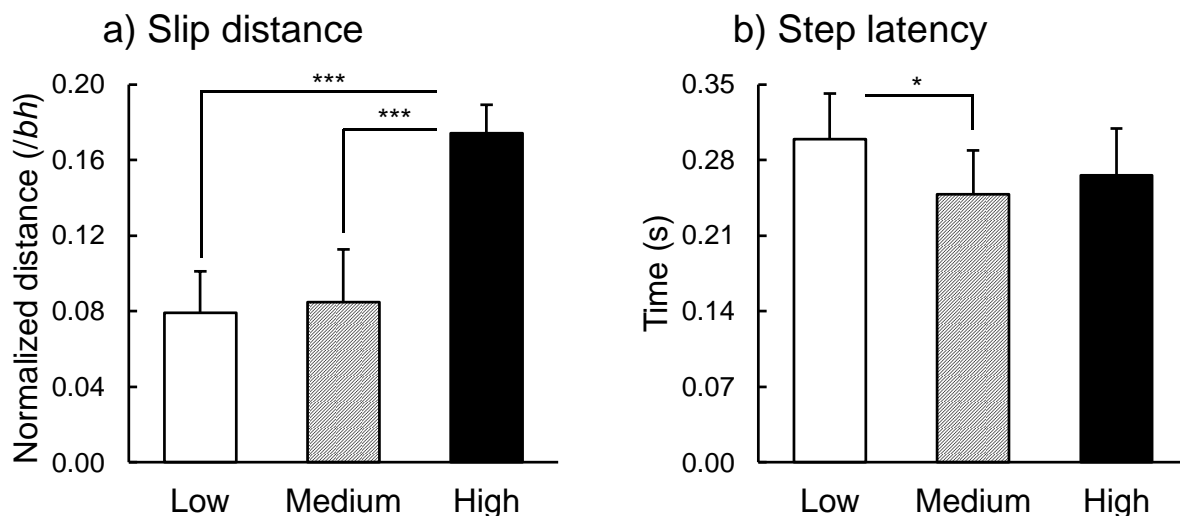 a) Slip distance
Normalized distance (/bh)
0.20
0.16
0.12
0.08
0.04
0.00
***
***
Low Medium High
b) Step latency
Time (s)
0.35
0.28
0.21
0.14
0.07
0.00
*
Low Medium High